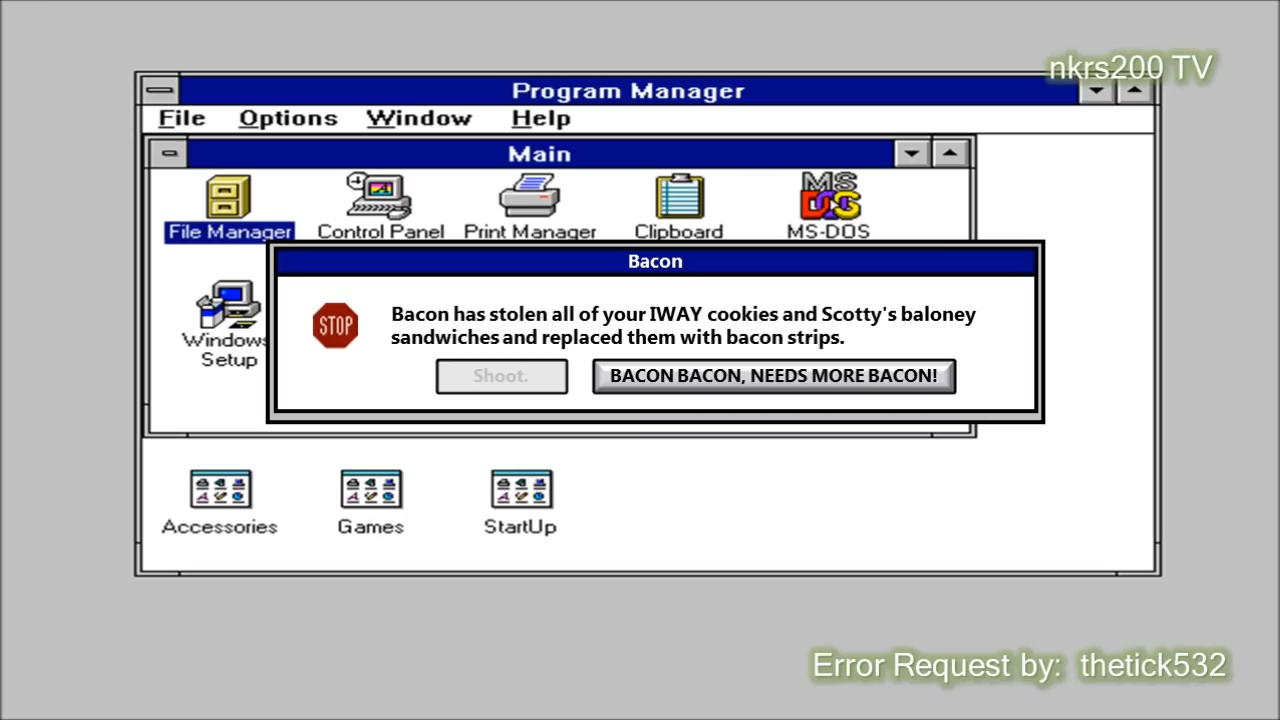 nkrs200 TV
Program Manager
File Options Window Help
Main
File Manager Control Panel Print Manager Clipboard MS-DOS
Bacon
STOP
Bacon has stolen all of your IWAY cookies and Scotty's baloney
sandwiches and replaced them with bacon strips.
Shoot. BACON BACON, NEEDS MORE BACON!
Windows
Setup
Accessories Games StartUp
Error Request by: thetick532